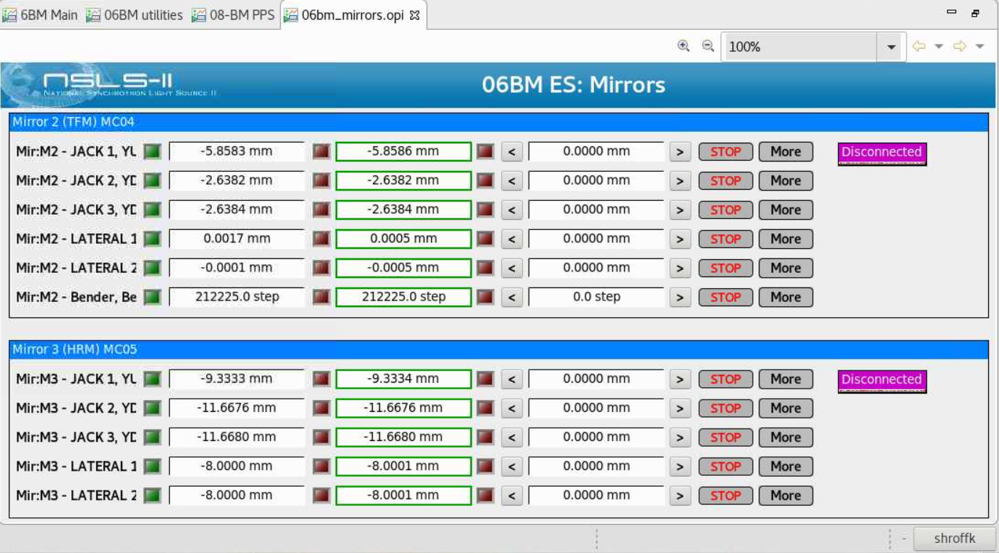 6BM Main 06BM utilities 08-BM PPS 06bm_mirrors.opi
100%
NSLS-II
NATIONAL SYNCHROTRON LIGHT SOURCE II
06BM ES: Mirrors
Mirror 2 (TFM) MC04
Mir:M2 - JACK 1, YU -5.8583 mm -5.8586 mm < 0.0000 mm > STOP More Disconnected
Mir:M2 - JACK 2, YD -2.6382 mm -2.6382 mm < 0.0000 mm > STOP More
Mir:M2 - JACK 3, YD -2.6384 mm -2.6384 mm < 0.0000 mm > STOP More
Mir:M2 - LATERAL 1 0.0017 mm 0.0005 mm < 0.0000 mm > STOP More
Mir:M2 - LATERAL 2 -0.0001 mm -0.0005 mm < 0.0000 mm > STOP More
Mir:M2 - Bender, Be 212225.0 step 212225.0 step < 0.0 step > STOP More
Mirror 3 (HRM) MC05
Mir:M3 - JACK 1, YU -9.3333 mm -9.3334 mm < 0.0000 mm > STOP More Disconnected
Mir:M3 - JACK 2, YD -11.6676 mm -11.6676 mm < 0.0000 mm > STOP More
Mir:M3 - JACK 3, YD -11.6680 mm -11.6680 mm < 0.0000 mm > STOP More
Mir:M3 - LATERAL 1 -8.0000 mm -8.0001 mm < 0.0000 mm > STOP More
Mir:M3 - LATERAL 2 -8.0000 mm -8.0001 mm < 0.0000 mm > STOP More
- shroffk